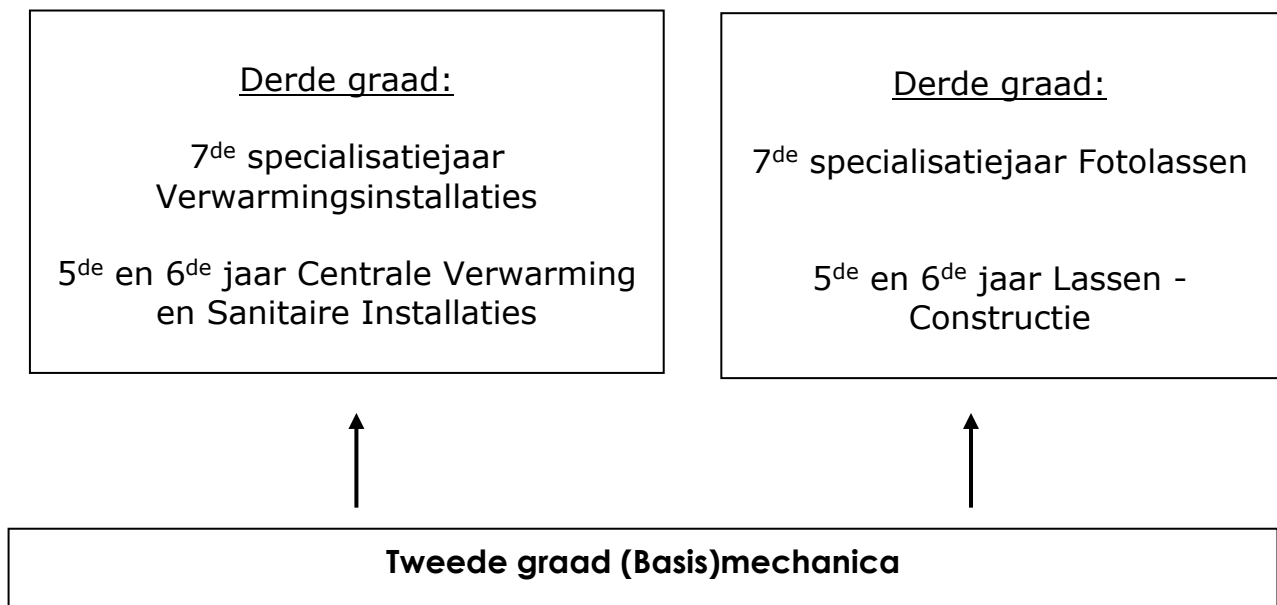 Derde graad:
7de specialisatiejaar
Verwarmingsinstallaties
5de en 6de jaar Centrale Verwarming
en Sanitaire Installaties
Derde graad:
7de specialisatiejaar Fotolassen
5de en 6de jaar Lassen -
Constructie
Tweede graad (Basis)mechanica